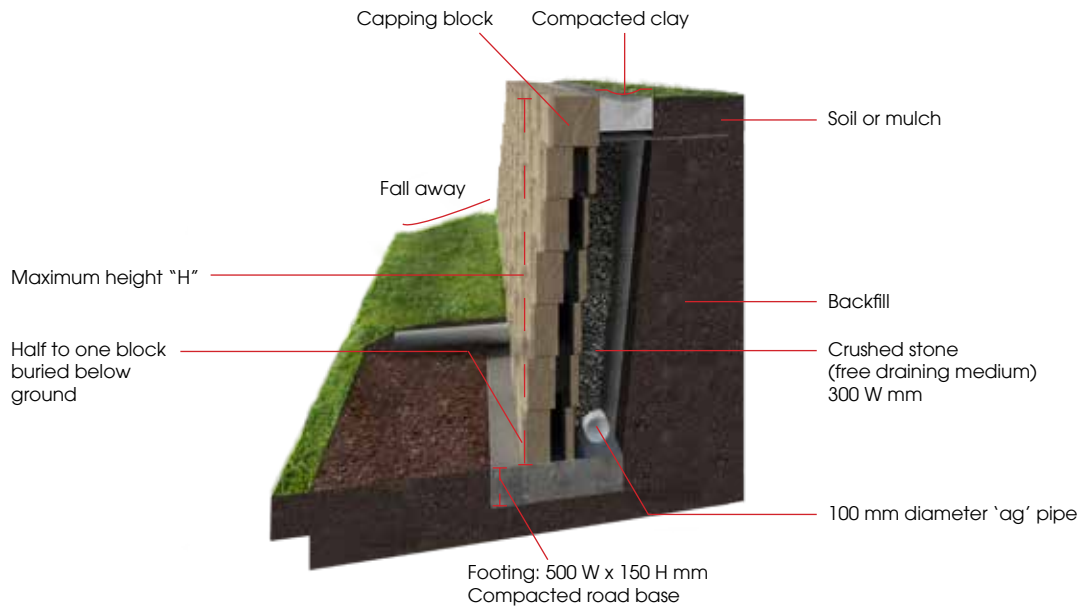 Capping block
Compacted clay
Soil or mulch
Fall away
Maximum height “H”
Backfill
Half to one block
buried below
ground
Crushed stone
(free draining medium)
300 W mm
100 mm diameter ‘ag’ pipe
Footing: 500 W x 150 H mm
Compacted road base